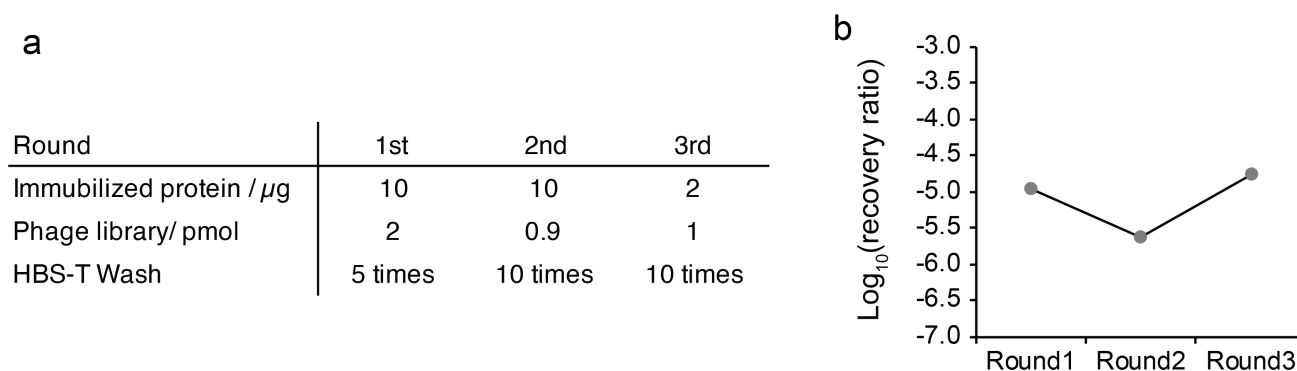 a
Round 1st 2nd 3rd
Immubilized protein / µg 10 10 2
Phage library/ pmol 2 0.9 1
HBS-T Wash 5 times 10 times 10 times
b
Log10(recovery ratio)
-3.0
-3.5
-4.0
-4.5
-5.0
-5.5
-6.0
-6.5
-7.0
Round1 Round2 Round3